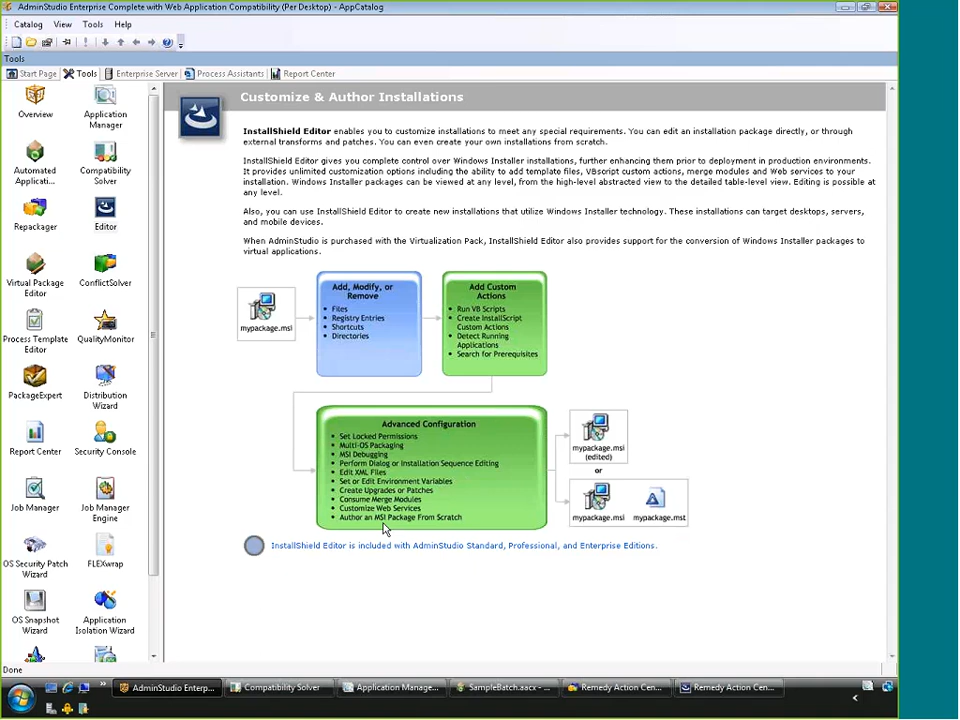 AdminStudio Enterprise Complete with Web Application Compatibility (Per Desktop) - AppCatalog
Catalog View Tools Help
Tools
Start Page Tools Enterprise Server Process Assistants Report Center
Overview
Application Manager
Automated Applicati...
Compatibility Solver
Repackager
Editor
Virtual Package Editor
ConflictSolver
Process Template Editor
QualityMonitor
PackageExpert
Distribution Wizard
Report Center
Security Console
Job Manager
Job Manager Engine
OS Security Patch Wizard
FLEXwrap
OS Snapshot Wizard
Application Isolation Wizard
Customize & Author Installations
InstallShield Editor enables you to customize installations to meet any special requirements. You can edit an installation package directly, or through
external transforms and patches. You can even create your own installations from scratch.
InstallShield Editor gives you complete control over Windows Installer installations, further enhancing them prior to deployment in production environments.
It provides unlimited customization options including the ability to add template files, VBscript custom actions, merge modules and Web services to your
installation. Windows Installer packages can be viewed at any level, from the high-level abstracted view to the detailed table-level view. Editing is possible at
any level.
Also, you can use InstallShield Editor to create new installations that utilize Windows Installer technology. These installations can target desktops, servers,
and mobile devices.
When AdminStudio is purchased with the Virtualization Pack, InstallShield Editor also provides support for the conversion of Windows Installer packages to
virtual applications.
mypackage.msi
Add, Modify, or
Remove
• Files
• Registry Entries
• Shortcuts
• Directories
Add Custom
Actions
• Run VB Scripts
• Create InstallScript
Custom Actions
• Detect Running
Applications
• Search for Prerequisites
Advanced Configuration
• Set Locked Permissions
• Multi-OS Packaging
• MSI Debugging
• Perform Dialog or Installation Sequence Editing
• Edit XML Files
• Set or Edit Environment Variables
• Create Upgrades or Patches
• Consume Merge Modules
• Customize Web Services
• Author an MSI Package From Scratch
mypackage.msi
(edited)
or
mypackage.msi mypackage.mst
InstallShield Editor is included with AdminStudio Standard, Professional, and Enterprise Editions.
Done
AdminStudio Enterp... Compatibility Solver Application Manage... SampleBatch.aacx - ... Remedy Action Cen... Remedy Action Cen...